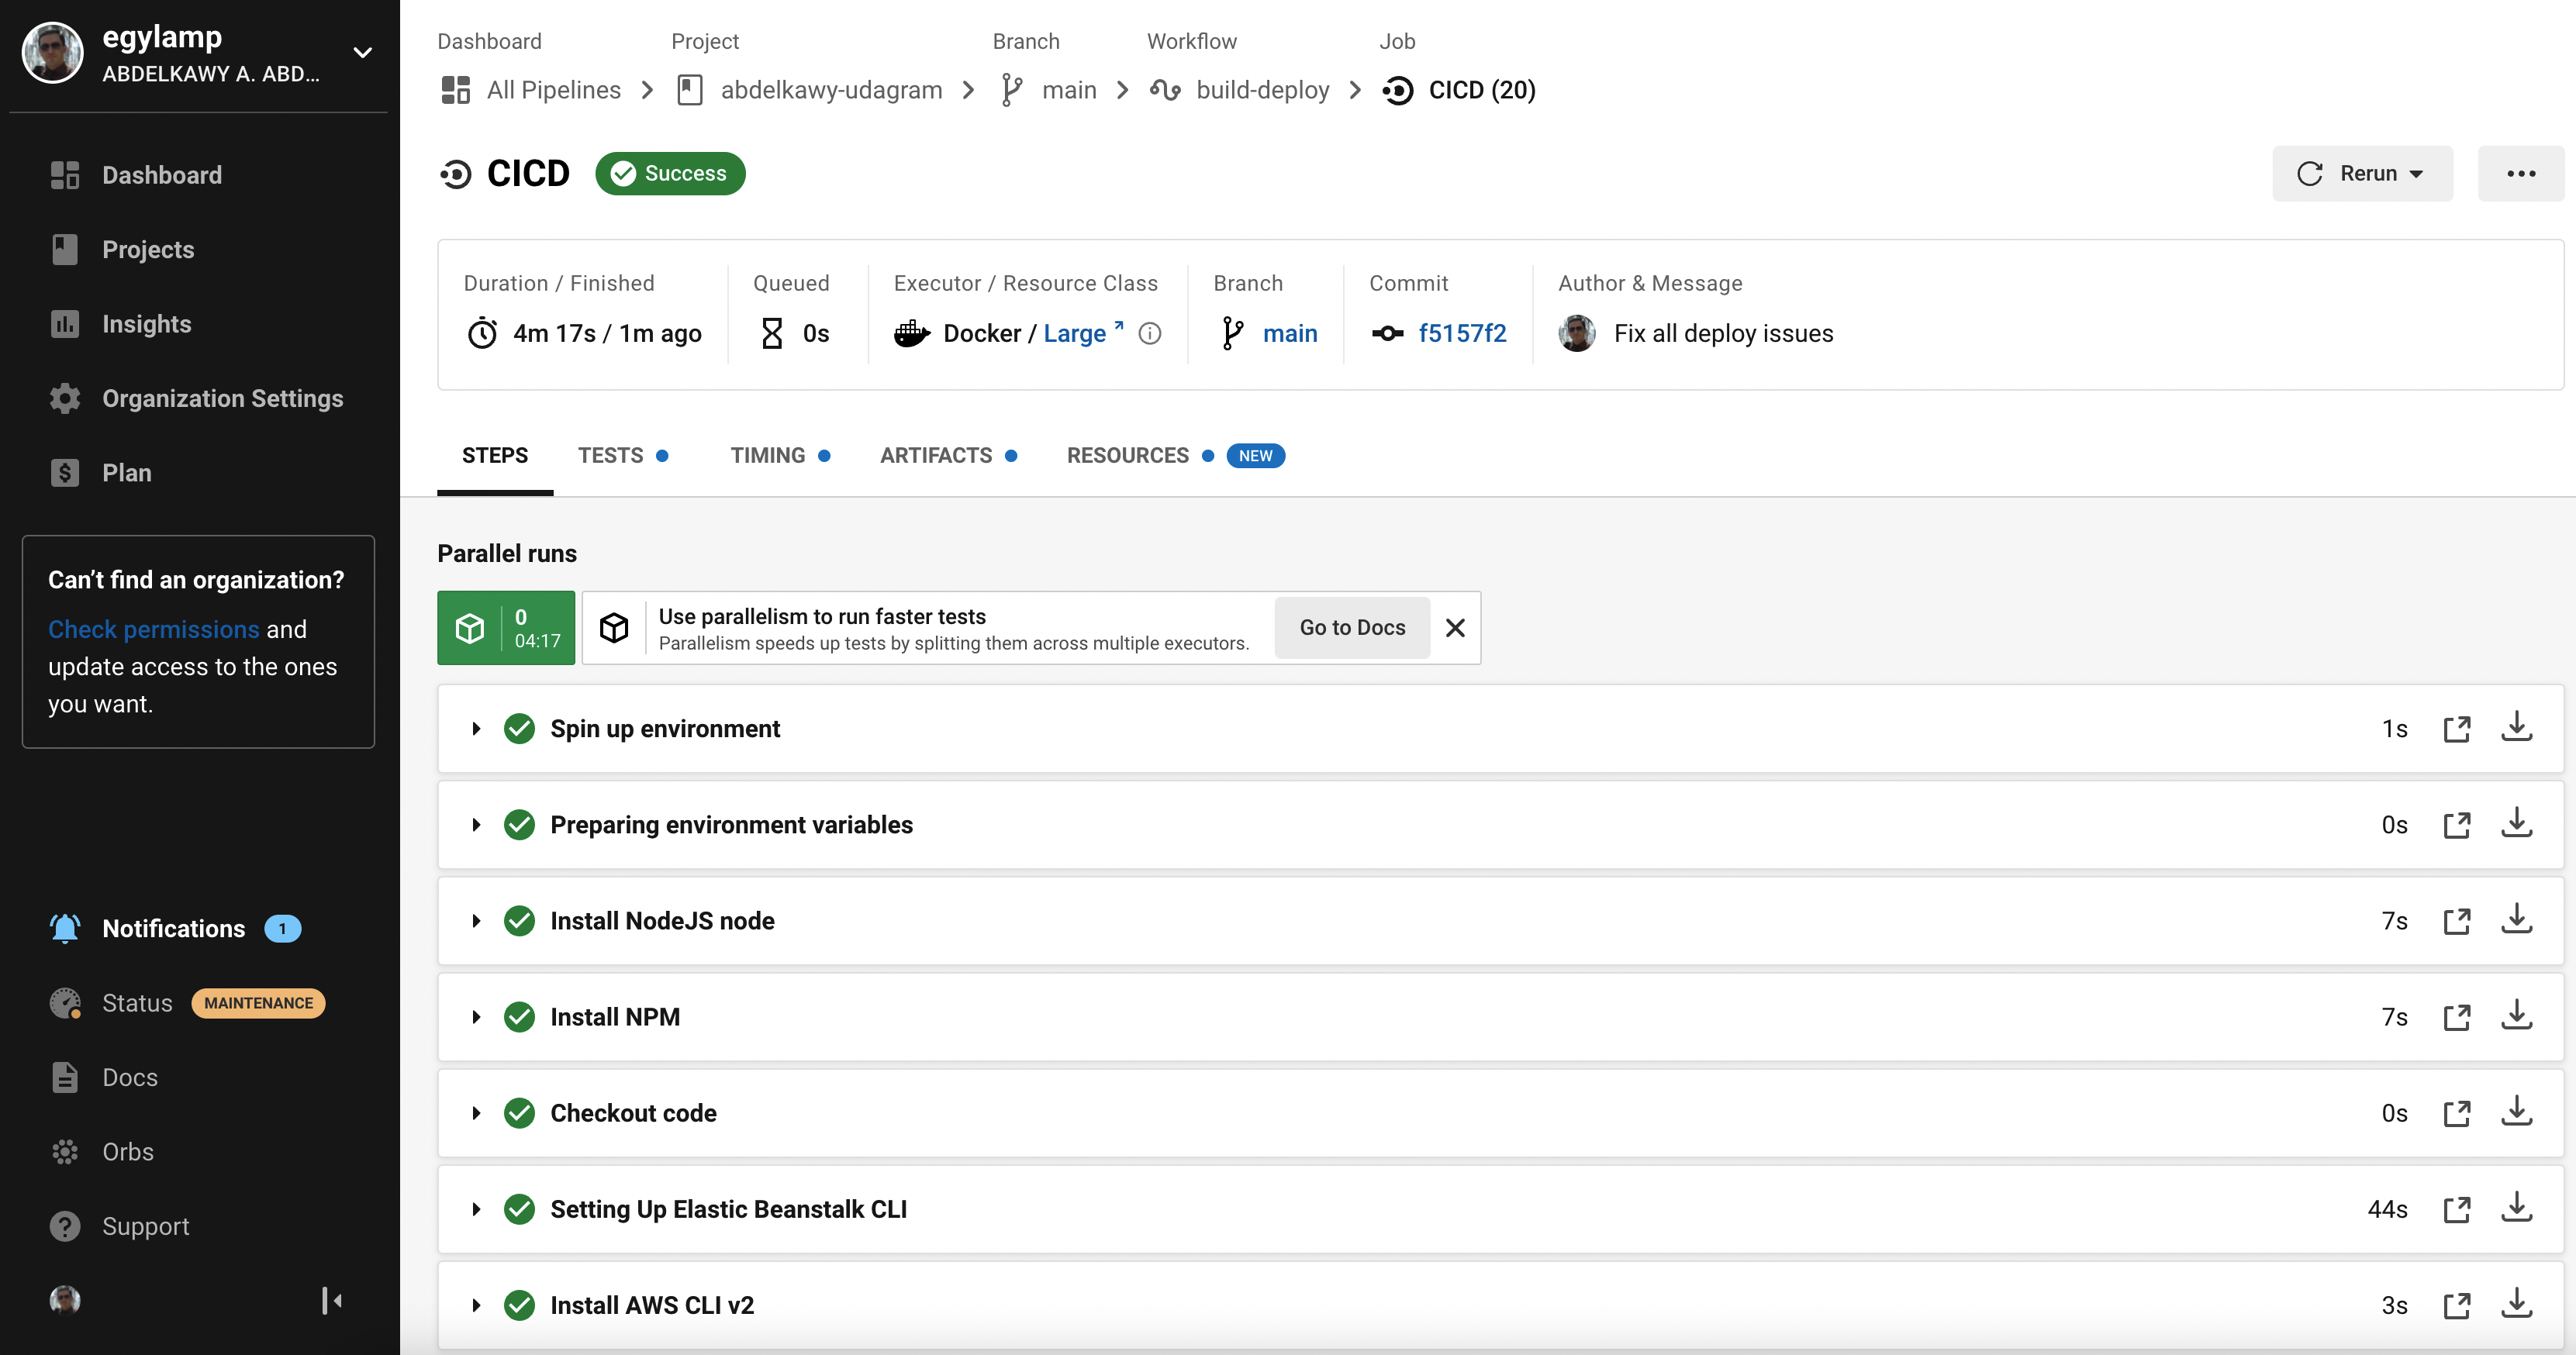 egylamp
ABDELKAWY A. ABD...
Dashboard
Projects
Insights
Organization Settings
Plan
Can't find an organization?
Check permissions and
update access to the ones
you want.
Notifications 1
Status MAINTENANCE
Docs
Orbs
Support
Dashboard Project Branch Workflow Job
All Pipelines abdelkawy-udagram main build-deploy CICD (20)
CICD Success Rerun
Duration / Finished Queued Executor / Resource Class Branch Commit Author & Message
4m 17s / 1m ago 0s Docker / Large main f5157f2 Fix all deploy issues
STEPS TESTS TIMING ARTIFACTS RESOURCES NEW
Parallel runs
0
04:17
Use parallelism to run faster tests
Parallelism speeds up tests by splitting them across multiple executors.
Go to Docs
Spin up environment 1s
Preparing environment variables 0s
Install NodeJS node 7s
Install NPM 7s
Checkout code 0s
Setting Up Elastic Beanstalk CLI 44s
Install AWS CLI v2 3s